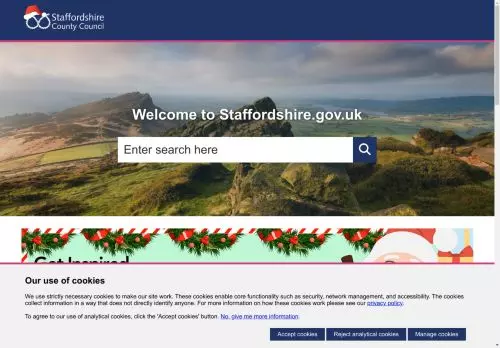 Staffordshire
County Council
Welcome to Staffordshire.gov.uk
Enter search here
Get Inspired
Our use of cookies
We use strictly necessary cookies to make our site work. These cookies enable core functionality such as security, network management, and accessibility. The cookies
collect information in a way that does not directly identify anyone. For more information on how these cookies work please see our privacy policy.
To agree to our use of analytical cookies, click the 'Accept cookies' button. No, give me more information.
Accept cookies
Reject analytical cookies
Manage cookies